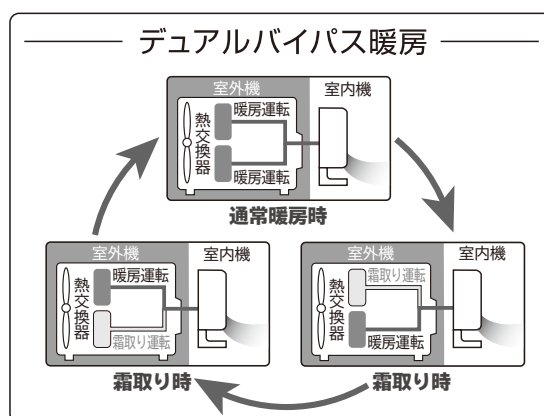 デュアルバイパス暖房
室外機
室内機
熱交換器
暖房運転
暖房運転
通常暖房時
室外機
室内機
熱交換器
暖房運転
霜取り運転
霜取り時
室外機
室内機
熱交換器
霜取り運転
暖房運転
霜取り時